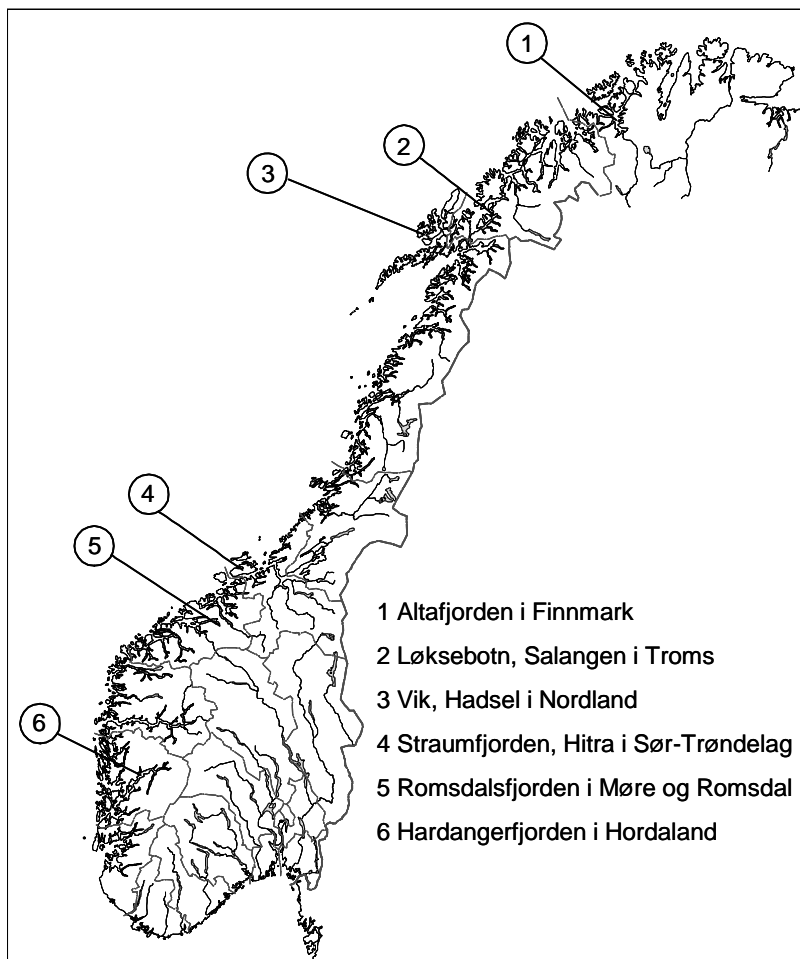 1
2
3
4
5
6
1 Altafjorden i Finnmark
2 Løksebotn, Salangen i Troms
3 Vik, Hadsel i Nordland
4 Straumfjorden, Hitra i Sør-Trøndelag
5 Romsdalsfjorden i Møre og Romsdal
6 Hardangerfjorden i Hordaland